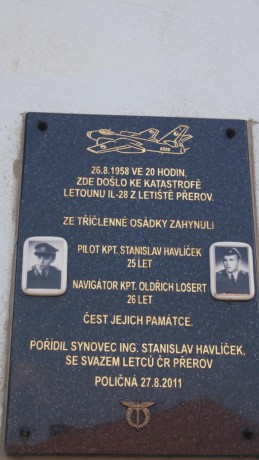 26.8.1958 VE 20 HODIN,
ZDE DOŠLO KE KATASTROFĚ
LETOUNU IL-28 Z LETIŠTĚ PŘEROV.
ZE TŘÍČLENNÉ OSÁDKY ZAHYNULI
PILOT KPT. STANISLAV HAVLÍČEK
25 LET
NAVIGÁTOR KPT. OLDŘICH LOSERT
26 LET
ČEST JEJICH PAMÁTCE.
POŘÍDIL SYNOVEC ING. STANISLAV HAVLÍČEK,
SE SVAZEM LETCŮ ČR PŘEROV
POLIČNÁ 27.8.2011